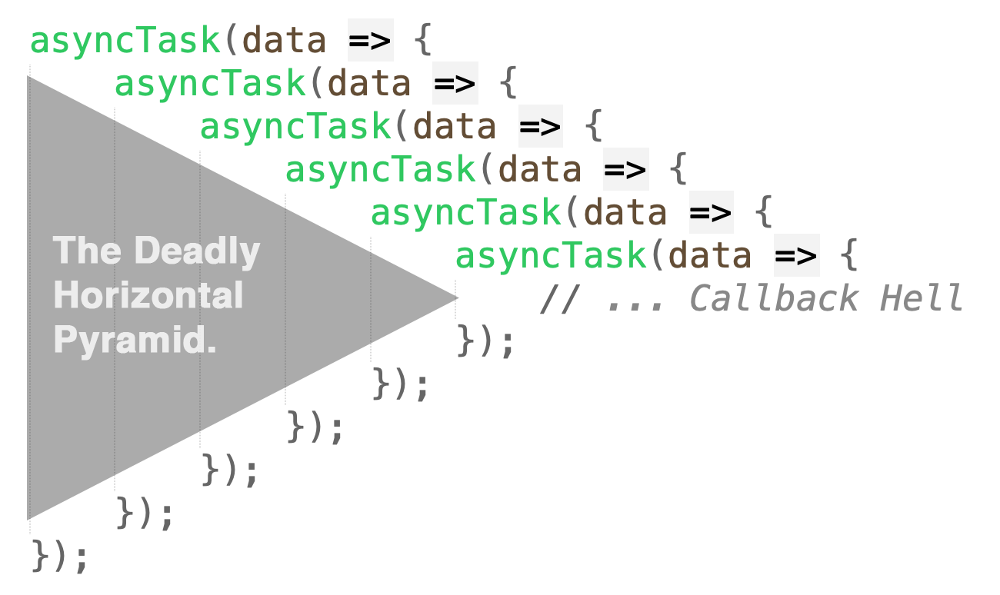 asyncTask(data => {
asyncTask(data => {
asyncTask(data => {
asyncTask(data => {
asyncTask(data => {
asyncTask(data => {
// ... Callback Hell
});
});
});
});
});
});
The Deadly
Horizontal
Pyramid.